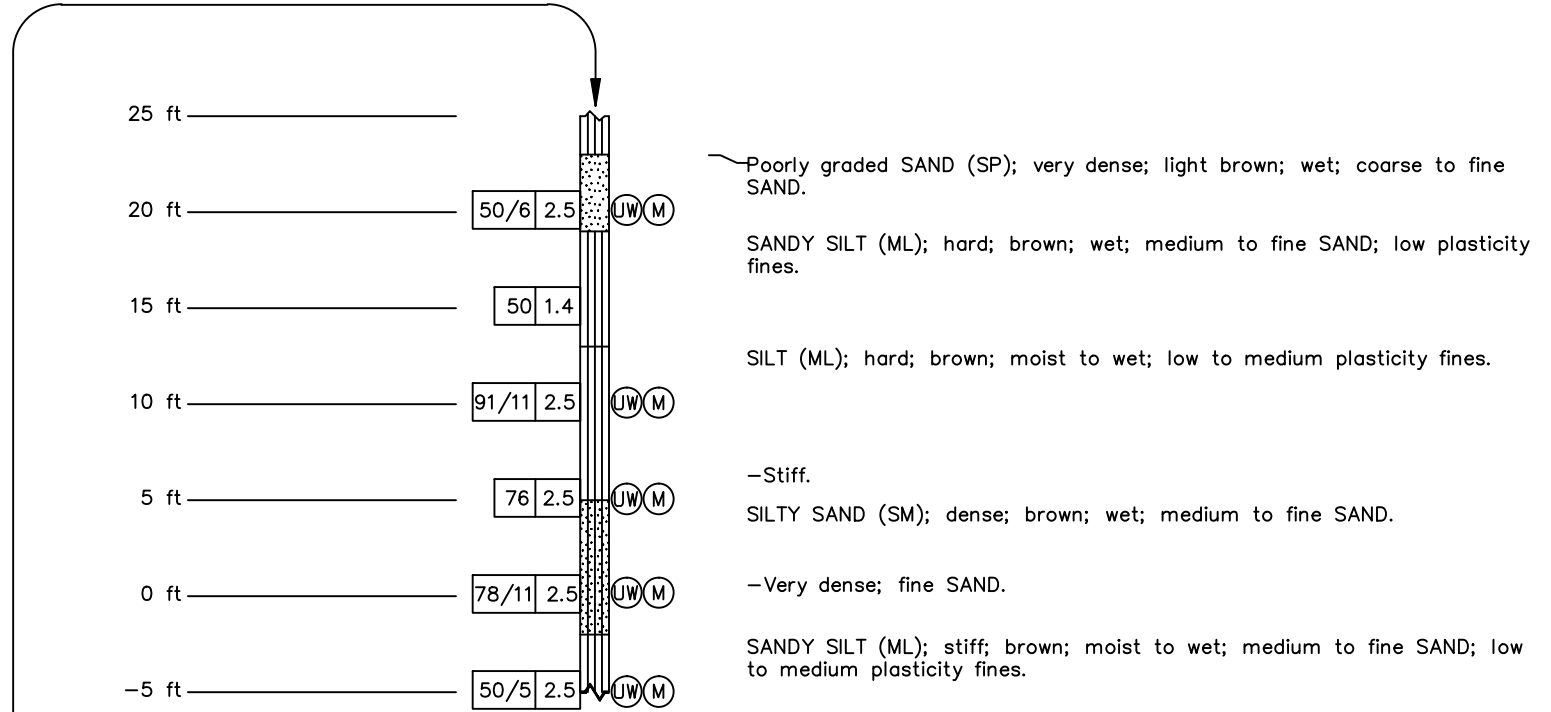 25 ft
Poorly graded SAND (SP); very dense; light brown; wet; coarse to fine
SAND.
20 ft 50/6 2.5 UW M
SANDY SILT (ML); hard; brown; wet; medium to fine SAND; low plasticity
fines.
15 ft 50 1.4
SILT (ML); hard; brown; moist to wet; low to medium plasticity fines.
10 ft 91/11 2.5 UW M
-Stiff.
5 ft 76 2.5 UW M
SILTY SAND (SM); dense; brown; wet; medium to fine SAND.
-Very dense; fine SAND.
0 ft 78/11 2.5 UW M
SANDY SILT (ML); stiff; brown; moist to wet; medium to fine SAND; low
to medium plasticity fines.
-5 ft 50/5 2.5 UW M